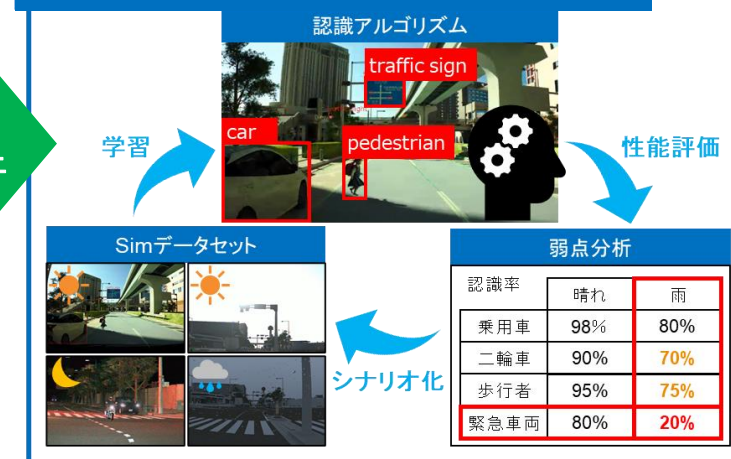 認識アルゴリズム
traffic sign
car
pedestrian
学習
性能評価
Simデータセット
弱点分析
認識率 晴れ 雨
乗用車 98% 80%
二輪車 90% 70%
歩行者 95% 75%
緊急車両 80% 20%
シナリオ化